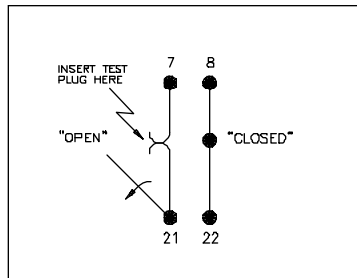 7 8
INSERT TEST
PLUG HERE
"OPEN"
"CLOSED"
21 22